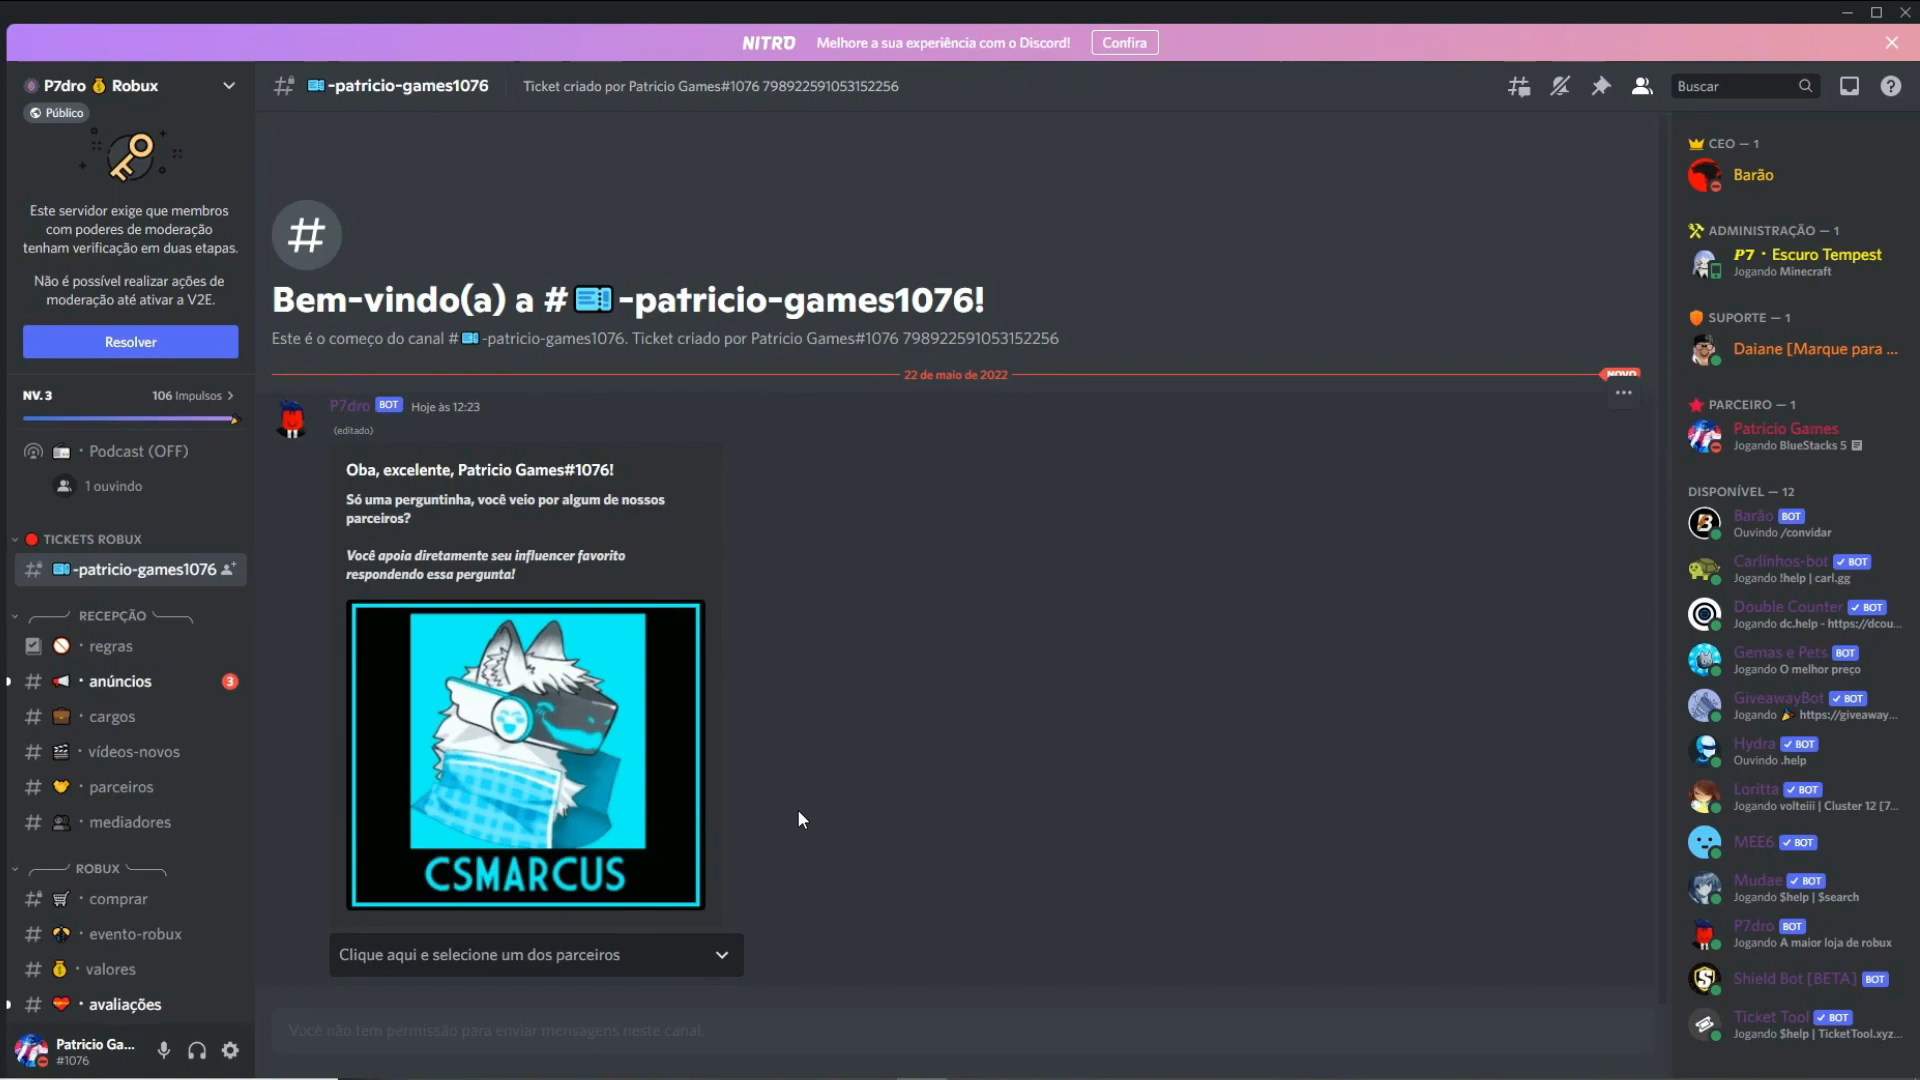 NITRO Melhore a sua experiência com o Discord! Confira
P7dro Robux
Público
Este servidor exige que membros
com poderes de moderação
tenham verificação em duas etapas.
Não é possível realizar ações de
moderação até ativar a V2E.
Resolver
NV. 3 106 Impulsos
Podcast (OFF)
1 ouvindo
TICKETS ROBUX
-patricio-games1076
RECEPÇÃO
regras
anúncios 3
cargos
vídeos-novos
parceiros
mediadores
ROBUX
comprar
evento-robux
valores
avaliações
Patricio Ga...
#1076
-patricio-games1076 Ticket criado por Patricio Games#1076 798922591053152256
Buscar
Bem-vindo(a) a # -patricio-games1076!
Este é o começo do canal # -patricio-games1076. Ticket criado por Patricio Games#1076 798922591053152256
22 de maio de 2022
NOVO
P7dro BOT Hoje às 12:23
(editado)
Oba, excelente, Patricio Games#1076!
Só uma perguntinha, você veio por algum de nossos
parceiros?
Você apoia diretamente seu influencer favorito
respondendo essa pergunta!
CSMARCUS
Clique aqui e selecione um dos parceiros
Você não tem permissão para enviar mensagens neste canal.
CEO — 1
Barão
ADMINISTRAÇÃO — 1
P7 · Escuro Tempest
Jogando Minecraft
SUPORTE — 1
Daiane [Marque para ...
PARCEIRO — 1
Patricio Games
Jogando BlueStacks 5
DISPONÍVEL — 12
Barão BOT
Ouvindo /convidar
Carlinhos-bot BOT
Jogando !help | carl.gg
Double Counter BOT
Jogando dc.help - https://dcou...
Gemas e Pets BOT
Jogando O melhor preço
GiveawayBot BOT
Jogando https://giveaway...
Hydra BOT
Ouvindo .help
Loritta BOT
Jogando volteiii | Cluster 12 [7...
MEE6 BOT
Mudae BOT
Jogando $help | $search
P7dro BOT
Jogando A maior loja de robux
Shield Bot [BETA] BOT
Ticket Tool BOT
Jogando $help | TicketTool.xyz...